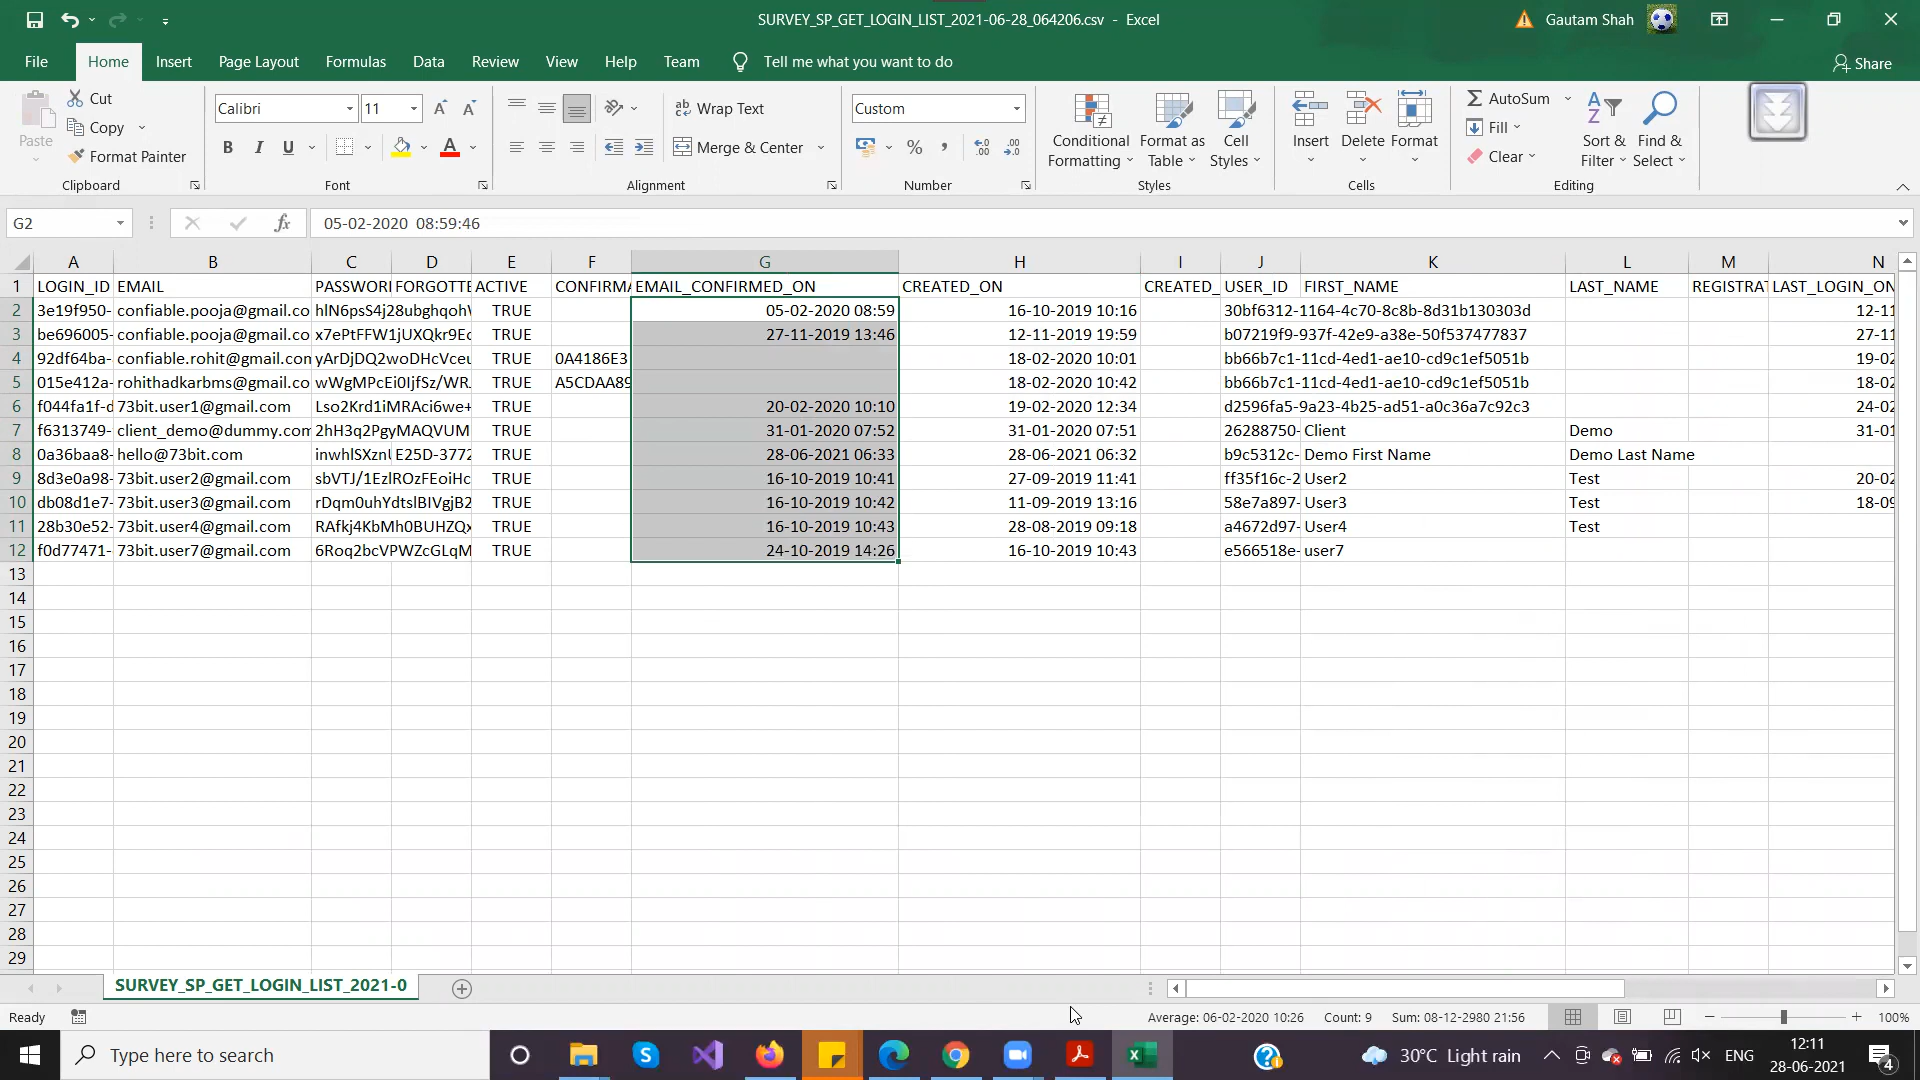 SURVEY_SP_GET_LOGIN_LIST_2021-06-28_064206.csv - Excel
Gautam Shah
File Home Insert Page Layout Formulas Data Review View Help Team Tell me what you want to do
Share
Paste
Cut
Copy
Format Painter
Clipboard
Calibri 11
B I U
Font
Wrap Text
Merge & Center
Alignment
Custom
Number
Conditional Formatting
Format as Table
Cell Styles
Styles
Insert Delete Format
Cells
AutoSum
Fill
Clear
Sort & Filter
Find & Select
Editing
G2 fx 05-02-2020 08:59:46
A B C D E F G H I J K L M N
1 LOGIN_ID EMAIL PASSWORI FORGOTTE ACTIVE CONFIRMA EMAIL_CONFIRMED_ON CREATED_ON CREATED_ USER_ID FIRST_NAME LAST_NAME REGISTRAT LAST_LOGIN_ON
2 3e19f950- confiable.pooja@gmail.co hlN6psS4j28ubghqohV TRUE 05-02-2020 08:59 16-10-2019 10:16 30bf6312-1164-4c70-8c8b-8d31b130303d 12-11
3 be696005- confiable.pooja@gmail.co x7ePtFFW1jUXQkr9Ec TRUE 27-11-2019 13:46 12-11-2019 19:59 b07219f9-937f-42e9-a38e-50f537477837 27-11
4 92df64ba- confiable.rohit@gmail.com yArDjDQ2woDHcVceu TRUE 0A4186E3 18-02-2020 10:01 bb66b7c1-11cd-4ed1-ae10-cd9c1ef5051b 19-02
5 015e412a- rohithadkarbms@gmail.co wWgMPcEi0IjfSz/WR. TRUE A5CDAA89 18-02-2020 10:42 bb66b7c1-11cd-4ed1-ae10-cd9c1ef5051b 18-02
6 f044fa1f-d 73bit.user1@gmail.com Lso2Krd1iMRAci6we+ TRUE 20-02-2020 10:10 19-02-2020 12:34 d2596fa5-9a23-4b25-ad51-a0c36a7c92c3 24-02
7 f6313749- client_demo@dummy.com 2hH3q2PgyMAQVUM TRUE 31-01-2020 07:52 31-01-2020 07:51 26288750- Client Demo 31-01
8 0a36baa8- hello@73bit.com inwhlSXznU E25D-3772 TRUE 28-06-2021 06:33 28-06-2021 06:32 b9c5312c- Demo First Name Demo Last Name
9 8d3e0a98- 73bit.user2@gmail.com sbVTJ/1EzlROzFEoiHc TRUE 16-10-2019 10:41 27-09-2019 11:41 ff35f16c-2 User2 Test 20-02
10 db08d1e7- 73bit.user3@gmail.com rDqm0uhYdtslBIVgjB2 TRUE 16-10-2019 10:42 11-09-2019 13:16 58e7a897- User3 Test 18-09
11 28b30e52- 73bit.user4@gmail.com RAfkj4KbMh0BUHZQx TRUE 16-10-2019 10:43 28-08-2019 09:18 a4672d97- User4 Test
12 f0d77471- 73bit.user7@gmail.com 6Roq2bcVPWZcGLqM TRUE 24-10-2019 14:26 16-10-2019 10:43 e566518e- user7
13
14
15
16
17
18
19
20
21
22
23
24
25
26
27
28
29
SURVEY_SP_GET_LOGIN_LIST_2021-0
Ready Average: 06-02-2020 10:26 Count: 9 Sum: 08-12-2980 21:56 100%
Type here to search
30°C Light rain ENG 12:11
28-06-2021
4